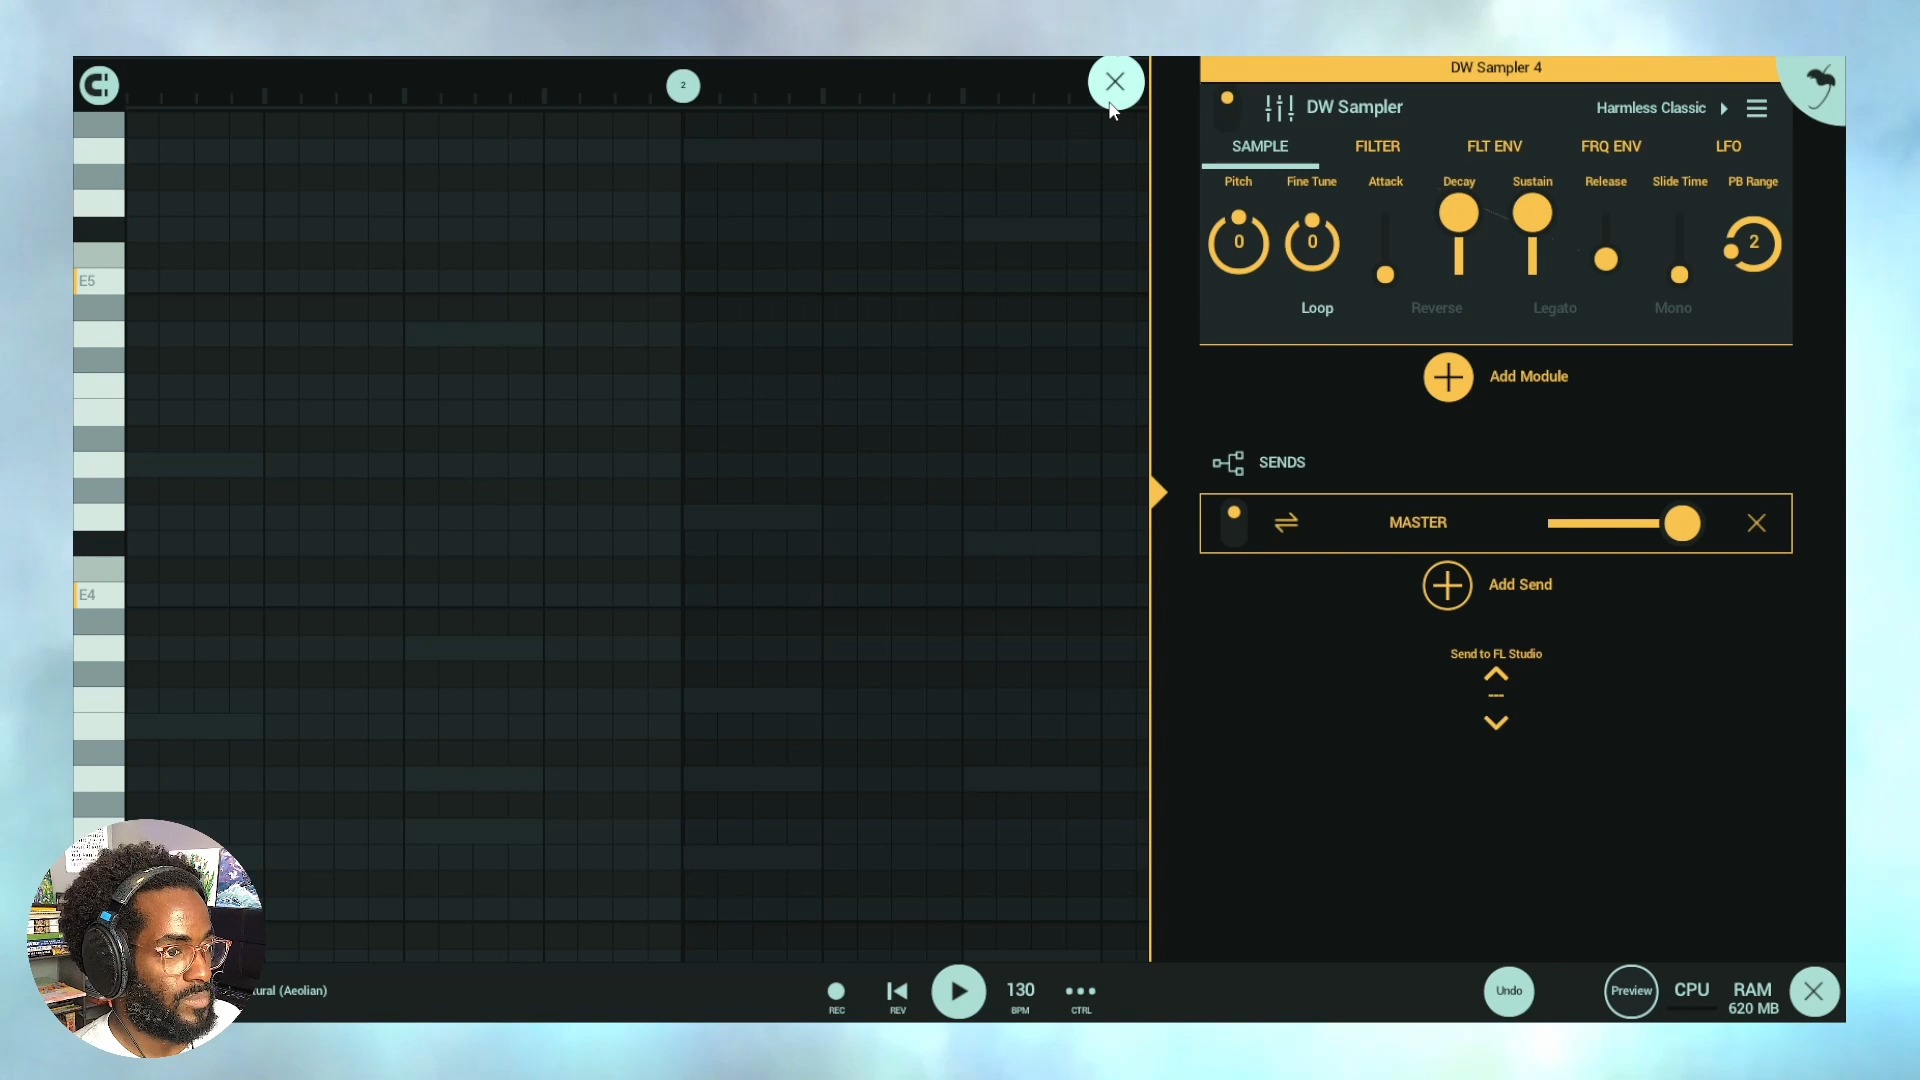 2
DW Sampler 4
DW Sampler
Harmless Classic
SAMPLE FILTER FLT ENV FRQ ENV LFO
Pitch Fine Tune Attack Decay Sustain Release Slide Time PB Range
0 0 2
Loop Reverse Legato Mono
E5
Add Module
SENDS
MASTER
E4
Add Send
Send to FL Studio
---
ural (Aeolian)
REC
REV
130
BPM
CTRL
Undo
Preview
CPU
RAM
620 MB